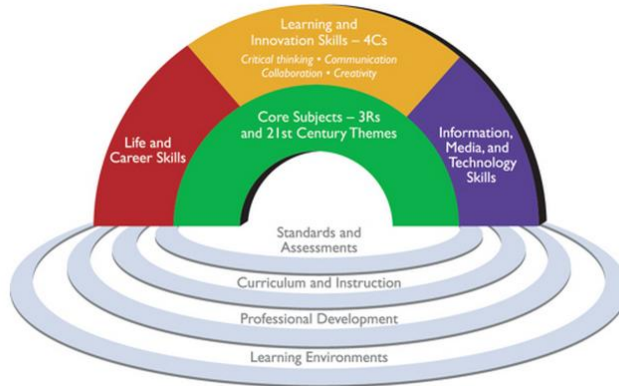 Learning and
Innovation Skills – 4Cs
Critical thinking • Communication
Collaboration • Creativity
Core Subjects – 3Rs
and 21st Century Themes
Life and
Career Skills
Information,
Media, and
Technology
Skills
Standards and
Assessments
Curriculum and Instruction
Professional Development
Learning Environments